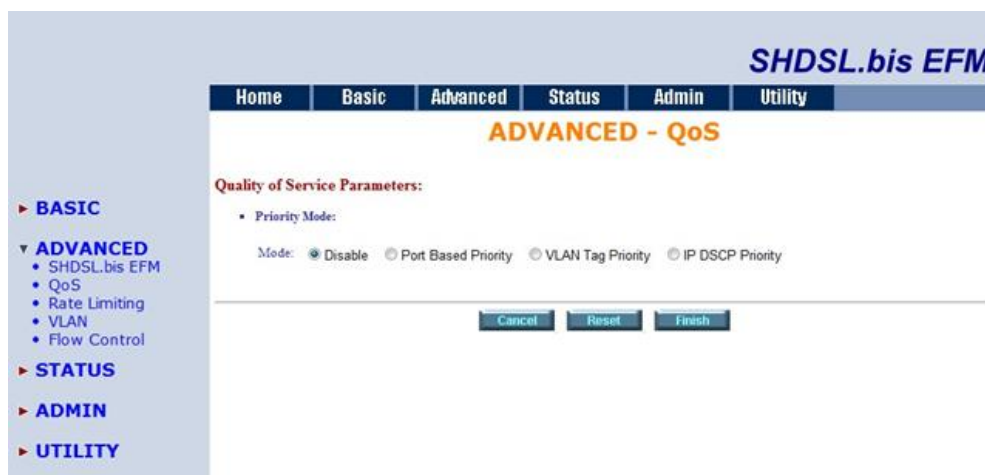 SHDSL.bis EFM
Home Basic Advanced Status Admin Utility
ADVANCED - QoS
Quality of Service Parameters:
• Priority Mode:
Mode: Disable Port Based Priority VLAN Tag Priority IP DSCP Priority
Cancel Reset Finish
BASIC
ADVANCED
• SHDSL.bis EFM
• QoS
• Rate Limiting
• VLAN
• Flow Control
STATUS
ADMIN
UTILITY